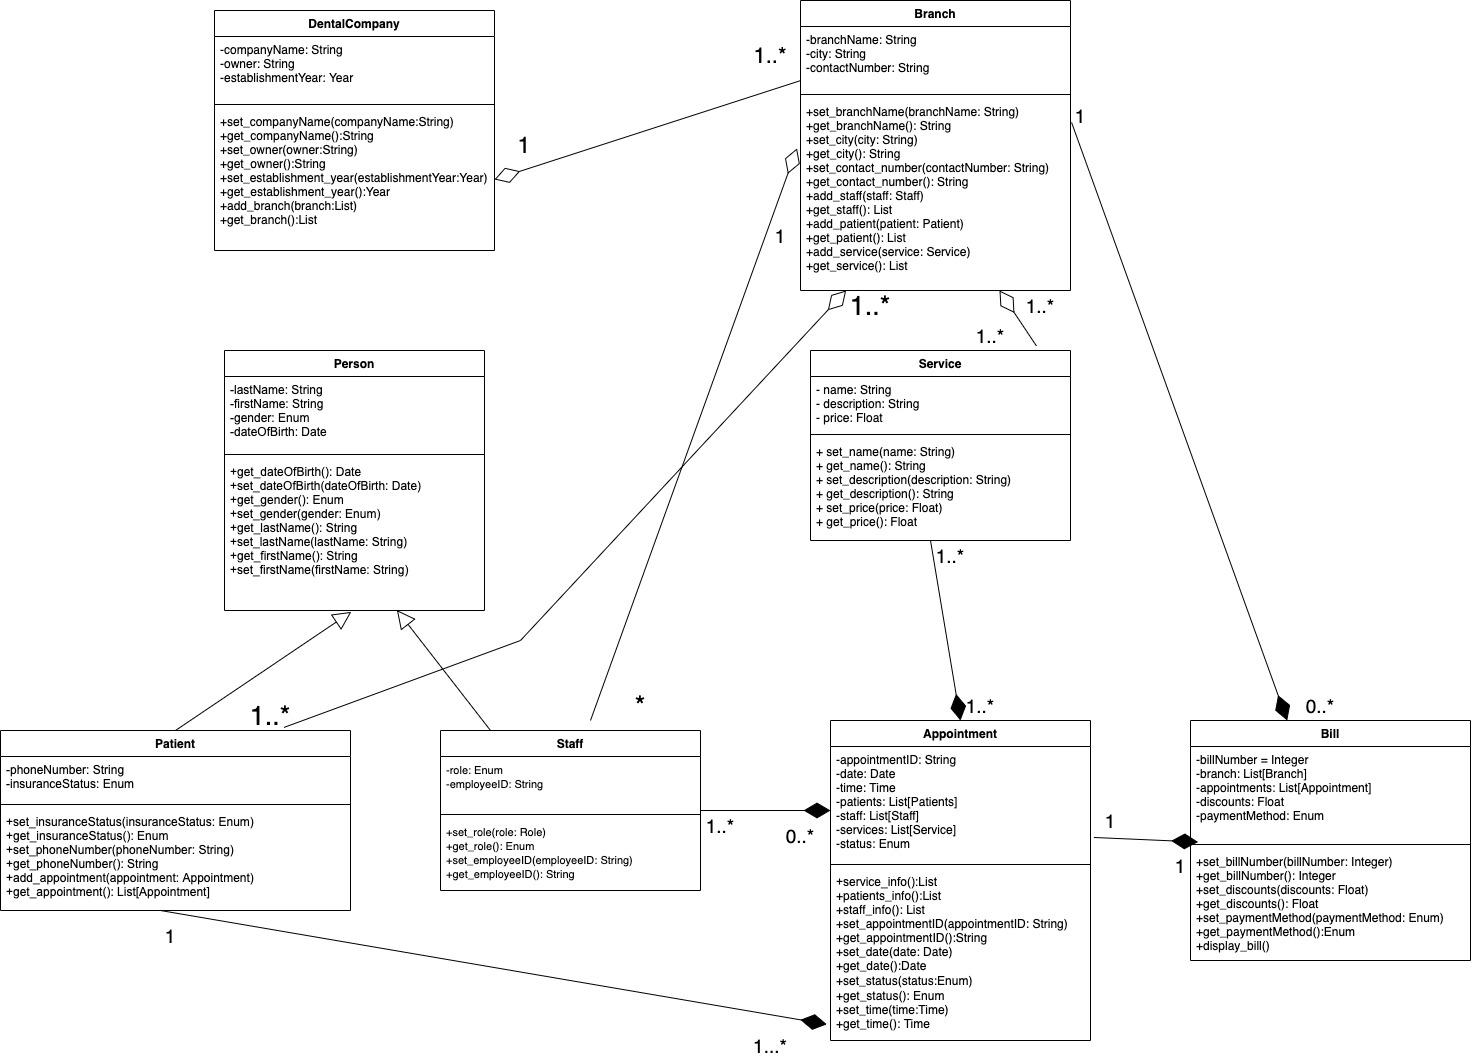 DentalCompany
-companyName: String
-owner: String
-establishmentYear: Year
+set_companyName(companyName:String)
+get_companyName():String
+set_owner(owner:String)
+get_owner():String
+set_establishment_year(establishmentYear:Year)
+get_establishment_year():Year
+add_branch(branch:List)
+get_branch():List
1
1..*
Branch
-branchName: String
-city: String
-contactNumber: String
+set_branchName(branchName: String)
+get_branchName(): String
+set_city(city: String)
+get_city(): String
+set_contact_number(contactNumber: String)
+get_contact_number(): String
+add_staff(staff: Staff)
+get_staff(): List
+add_patient(patient: Patient)
+get_patient(): List
+add_service(service: Service)
+get_service(): List
1
1
1..*
1..*
1..*
Person
-lastName: String
-firstName: String
-gender: Enum
-dateOfBirth: Date
+get_dateOfBirth(): Date
+set_dateOfBirth(dateOfBirth: Date)
+get_gender(): Enum
+set_gender(gender: Enum)
+get_lastName(): String
+set_lastName(lastName: String)
+get_firstName(): String
+set_firstName(firstName: String)
Service
- name: String
- description: String
- price: Float
+ set_name(name: String)
+ get_name(): String
+ set_description(description: String)
+ get_description(): String
+ set_price(price: Float)
+ get_price(): Float
1..*
1..*
*
1..*
0..*
Patient
-phoneNumber: String
-insuranceStatus: Enum
+set_insuranceStatus(insuranceStatus: Enum)
+get_insuranceStatus(): Enum
+set_phoneNumber(phoneNumber: String)
+get_phoneNumber(): String
+add_appointment(appointment: Appointment)
+get_appointment(): List[Appointment]
1
Staff
-role: Enum
-employeeID: String
+set_role(role: Role)
+get_role(): Enum
+set_employeeID(employeeID: String)
+get_employeeID(): String
1..*
0..*
Appointment
-appointmentID: String
-date: Date
-time: Time
-patients: List[Patients]
-staff: List[Staff]
-services: List[Service]
-status: Enum
+service_info():List
+patients_info():List
+staff_info(): List
+set_appointmentID(appointmentID: String)
+get_appointmentID():String
+set_date(date: Date)
+get_date():Date
+set_status(status:Enum)
+get_status(): Enum
+set_time(time:Time)
+get_time(): Time
1...*
1
1
Bill
-billNumber = Integer
-branch: List[Branch]
-appointments: List[Appointment]
-discounts: Float
-paymentMethod: Enum
+set_billNumber(billNumber: Integer)
+get_billNumber(): Integer
+set_discounts(discounts: Float)
+get_discounts(): Float
+set_paymentMethod(paymentMethod: Enum)
+get_paymentMethod():Enum
+display_bill()